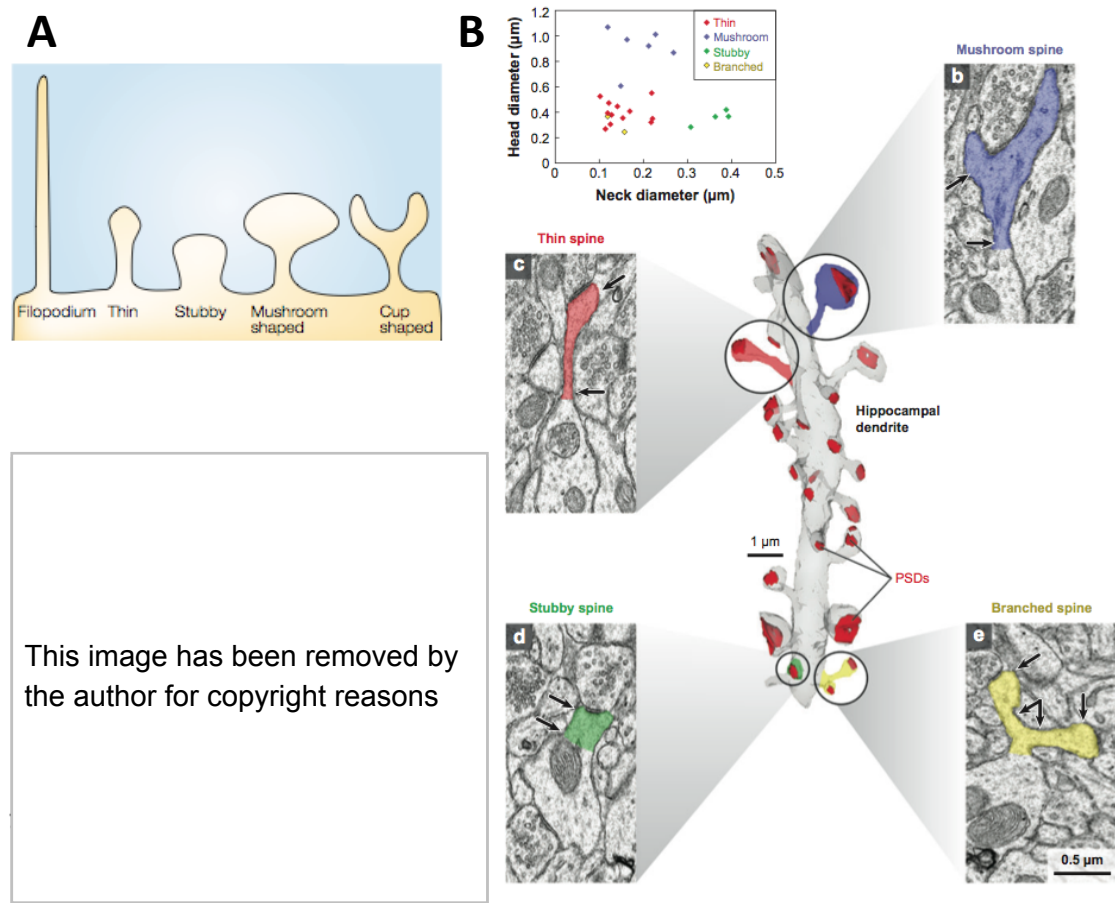 A
Filopodium
Thin
Stubby
Mushroom
shaped
Cup
shaped
This image has been removed by
the author for copyright reasons
B
1.2
1.0
0.8
0.6
0.4
0.2
0
0
0.1
0.2
0.3
0.4
0.5
Head diameter (µm)
Neck diameter (µm)
Thin
Mushroom
Stubby
Branched
Mushroom spine
b
Thin spine
c
Hippocampal
dendrite
1 µm
PSDs
Stubby spine
d
Branched spine
e
0.5 µm